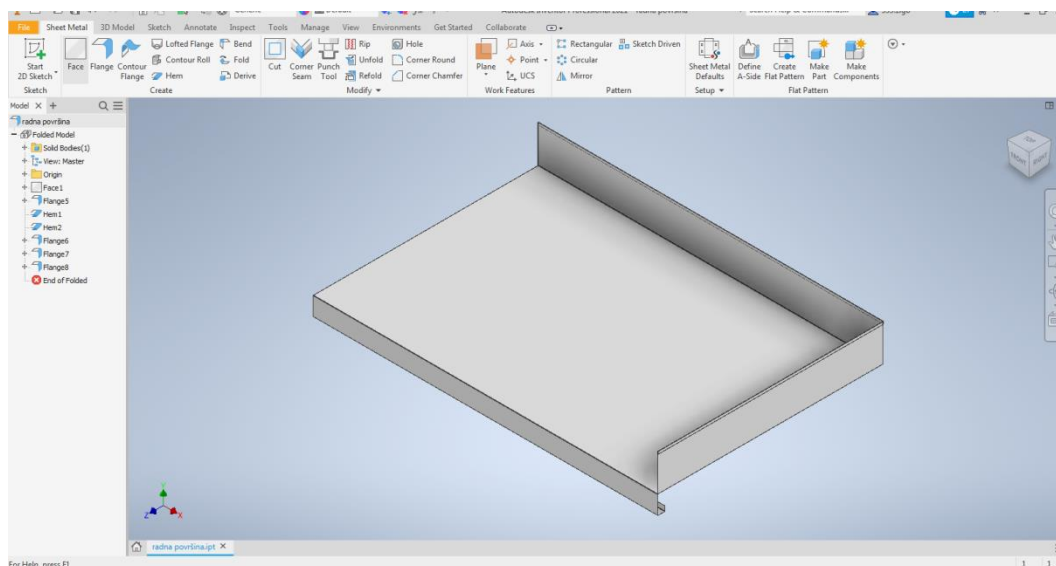 File Sheet Metal 3D Model Sketch Annotate Inspect Tools Manage View Environments Get Started Collaborate
Start
2D Sketch
Face
Flange
Contour
Flange
Lofted Flange
Contour Roll
Hem
Bend
Fold
Derive
Cut
Corner
Seam
Punch
Tool
Rip
Unfold
Refold
Hole
Corner Round
Corner Chamfer
Plane
Axis
Point
UCS
Rectangular
Circular
Mirror
Sketch Driven
Sheet Metal
Defaults
Define
A-Side
Create
Flat Pattern
Make
Part
Make
Components
Sketch Create Modify Work Features Pattern Setup Flat Pattern
Model
radna površina
Folded Model
Solid Bodies(1)
View: Master
Origin
Face1
Flange5
Hem1
Hem2
Flange6
Flange7
Flange8
End of Folded
TOP
FRONT
RIGHT
Y
Z
X
radna površina.ipt
For Help, press F1
1 1